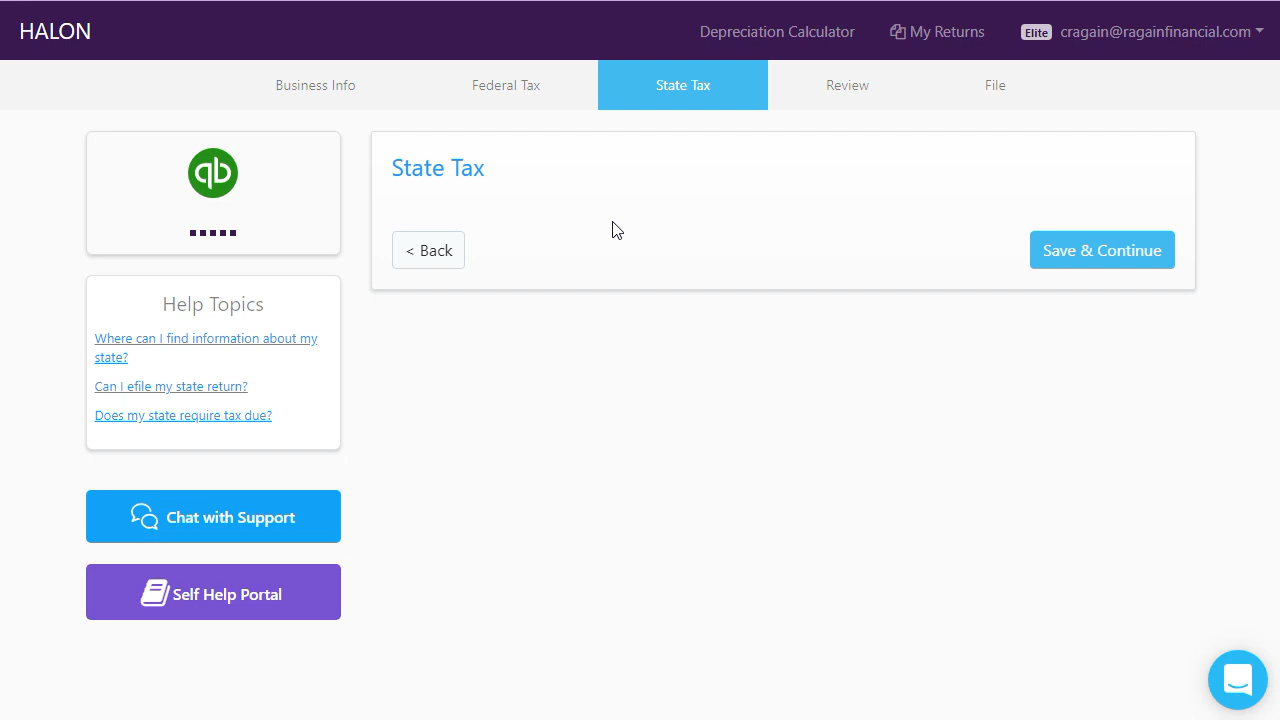 HALON
Depreciation Calculator
My Returns
Elite
cragain@ragainfinancial.com
Business Info
Federal Tax
State Tax
Review
File
qb
State Tax
< Back
Save & Continue
Help Topics
Where can I find information about my
state?
Can I efile my state return?
Does my state require tax due?
Chat with Support
Self Help Portal